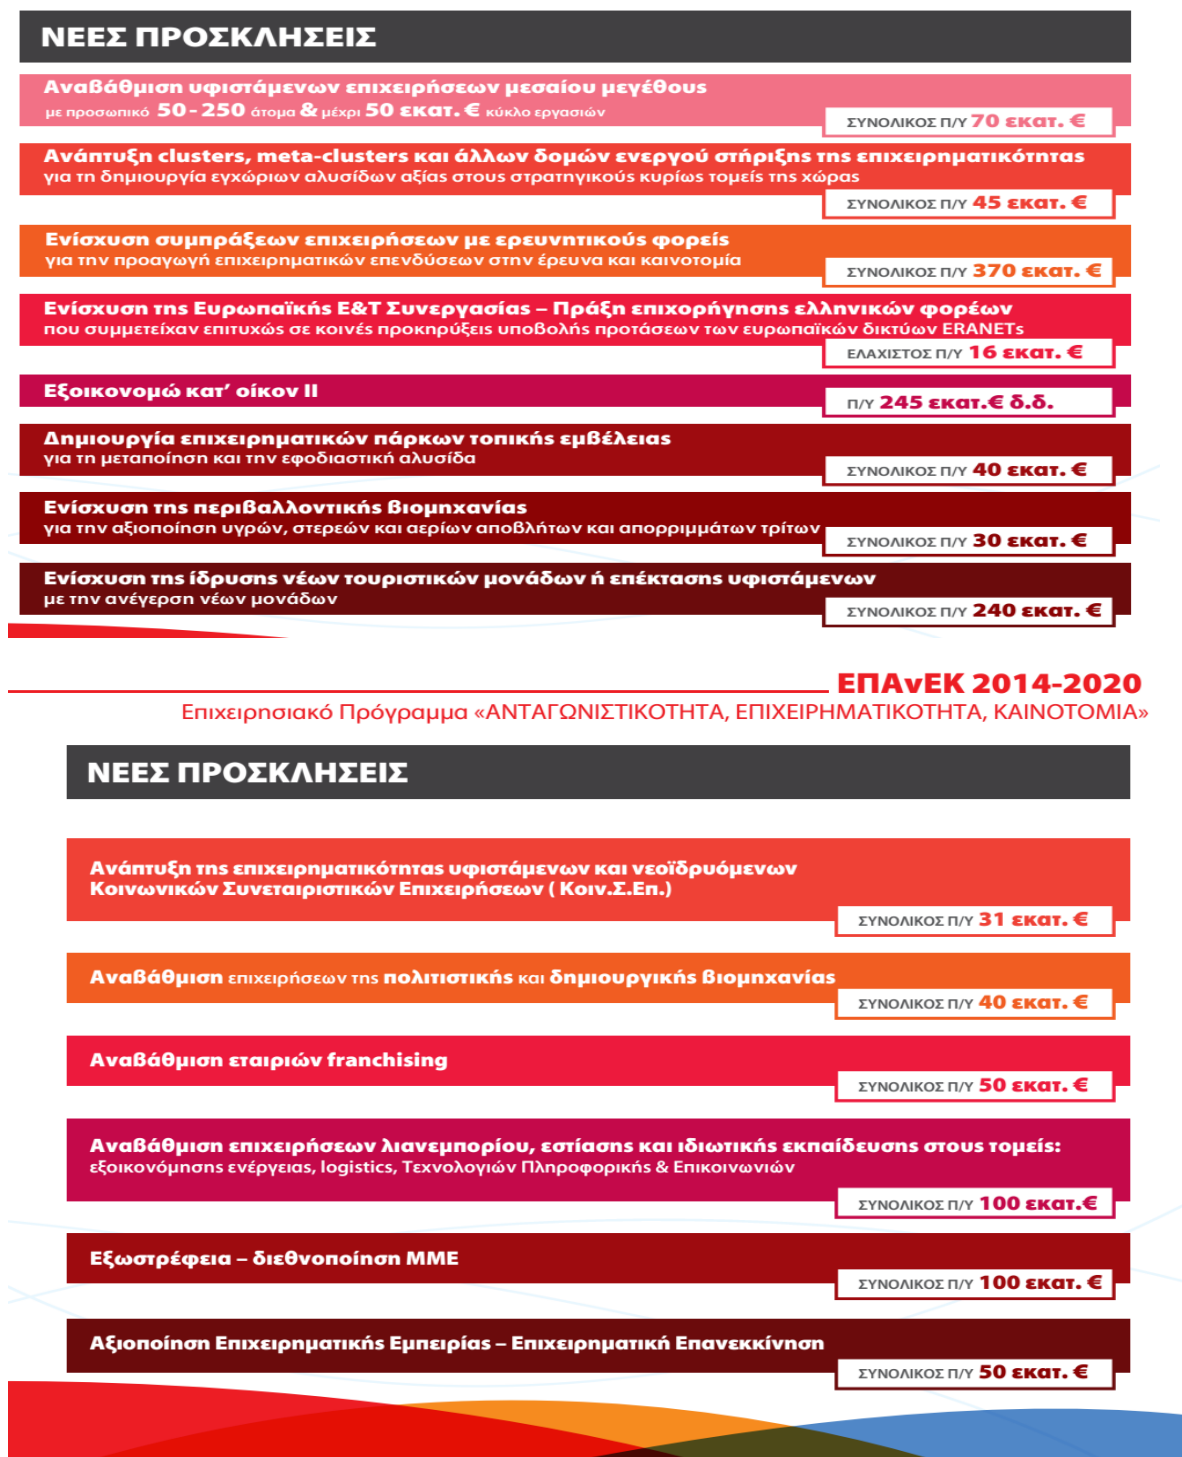 ΝΕΕΣ ΠΡΟΣΚΛΗΣΕΙΣ
Αναβάθμιση υφιστάμενων επιχειρήσεων μεσαίου μεγέθους
με προσωπικό 50-250 άτομα & μέχρι 50 εκατ. € κύκλο εργασιών
ΣΥΝΟΛΙΚΟΣ Π/Υ 70 εκατ. €
Ανάπτυξη clusters, meta-clusters και άλλων δομών ενεργού στήριξης της επιχειρηματικότητας
για τη δημιουργία εγχώριων αλυσίδων αξίας στους στρατηγικούς κυρίως τομείς της χώρας
ΣΥΝΟΛΙΚΟΣ Π/Υ 45 εκατ. €
Ενίσχυση συμπράξεων επιχειρήσεων με ερευνητικούς φορείς
για την προαγωγή επιχειρηματικών επενδύσεων στην έρευνα και καινοτομία
ΣΥΝΟΛΙΚΟΣ Π/Υ 370 εκατ. €
Ενίσχυση της Ευρωπαϊκής Ε&Τ Συνεργασίας – Πράξη επιχορήγησης ελληνικών φορέων
που συμμετείχαν επιτυχώς σε κοινές προκηρύξεις υποβολής προτάσεων των ευρωπαϊκών δικτύων ERANETs
ΕΛΑΧΙΣΤΟΣ Π/Υ 16 εκατ. €
Εξοικονομώ κατ’ οίκον ΙΙ
Π/Υ 245 εκατ.€ δ.δ.
Δημιουργία επιχειρηματικών πάρκων τοπικής εμβέλειας
για τη μεταποίηση και την εφοδιαστική αλυσίδα
ΣΥΝΟΛΙΚΟΣ Π/Υ 40 εκατ. €
Ενίσχυση της περιβαλλοντικής βιομηχανίας
για την αξιοποίηση υγρών, στερεών και αερίων αποβλήτων και απορριμμάτων τρίτων
ΣΥΝΟΛΙΚΟΣ Π/Υ 30 εκατ. €
Ενίσχυση της ίδρυσης νέων τουριστικών μονάδων ή επέκτασης υφιστάμενων
με την ανέγερση νέων μονάδων
ΣΥΝΟΛΙΚΟΣ Π/Υ 240 εκατ. €
ΕΠΑνΕΚ 2014-2020
Επιχειρησιακό Πρόγραμμα «ΑΝΤΑΓΩΝΙΣΤΙΚΟΤΗΤΑ, ΕΠΙΧΕΙΡΗΜΑΤΙΚΟΤΗΤΑ, ΚΑΙΝΟΤΟΜΙΑ»
ΝΕΕΣ ΠΡΟΣΚΛΗΣΕΙΣ
Ανάπτυξη της επιχειρηματικότητας υφιστάμενων και νεοϊδρυόμενων
Κοινωνικών Συνεταιριστικών Επιχειρήσεων ( Κοιν.Σ.Επ.)
ΣΥΝΟΛΙΚΟΣ Π/Υ 31 εκατ. €
Αναβάθμιση επιχειρήσεων της πολιτιστικής και δημιουργικής βιομηχανίας
ΣΥΝΟΛΙΚΟΣ Π/Υ 40 εκατ. €
Αναβάθμιση εταιριών franchising
ΣΥΝΟΛΙΚΟΣ Π/Υ 50 εκατ. €
Αναβάθμιση επιχειρήσεων λιανεμπορίου, εστίασης και ιδιωτικής εκπαίδευσης στους τομείς:
εξοικονόμησης ενέργειας, logistics, Τεχνολογιών Πληροφορικής & Επικοινωνιών
ΣΥΝΟΛΙΚΟΣ Π/Υ 100 εκατ.€
Εξωστρέφεια – διεθνοποίηση ΜΜΕ
ΣΥΝΟΛΙΚΟΣ Π/Υ 100 εκατ. €
Αξιοποίηση Επιχειρηματικής Εμπειρίας – Επιχειρηματική Επανεκκίνηση
ΣΥΝΟΛΙΚΟΣ Π/Υ 50 εκατ. €